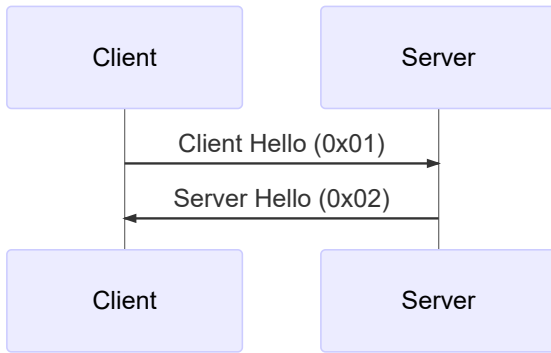 Client
Server
Client Hello (0x01)
Server Hello (0x02)
Client
Server